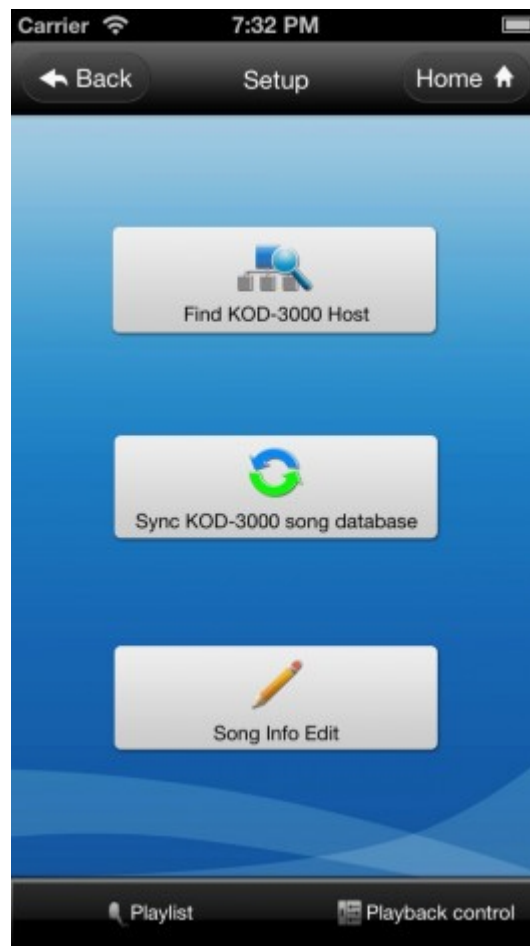 Carrier 7:32 PM
Back Setup Home
Find KOD-3000 Host
Sync KOD-3000 song database
Song Info Edit
Playlist Playback control